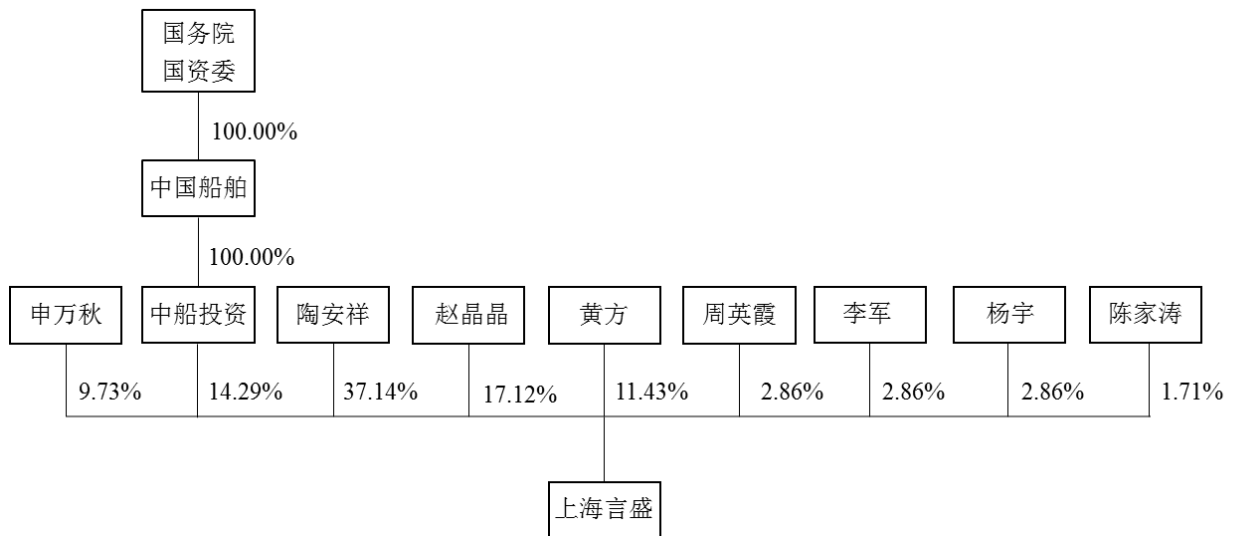 国务院
国资委
100.00%
中国船舶
100.00%
申万秋
中船投资
陶安祥
赵晶晶
黄方
周英霞
李军
杨宇
陈家涛
9.73%
14.29%
37.14%
17.12%
11.43%
2.86%
2.86%
2.86%
1.71%
上海言盛